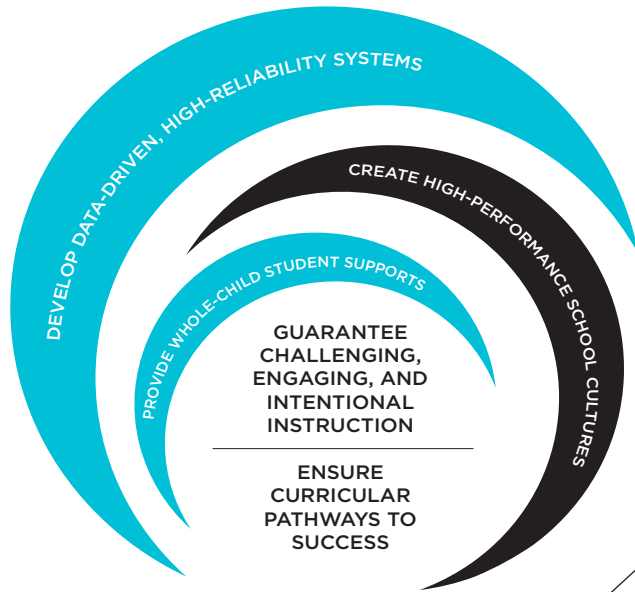 DEVELOP DATA-DRIVEN, HIGH-RELIABILITY SYSTEMS
CREATE HIGH-PERFORMANCE SCHOOL CULTURES
PROVIDE WHOLE-CHILD STUDENT SUPPORTS
GUARANTEE
CHALLENGING,
ENGAGING, AND
INTENTIONAL
INSTRUCTION
ENSURE
CURRICULAR
PATHWAYS TO
SUCCESS